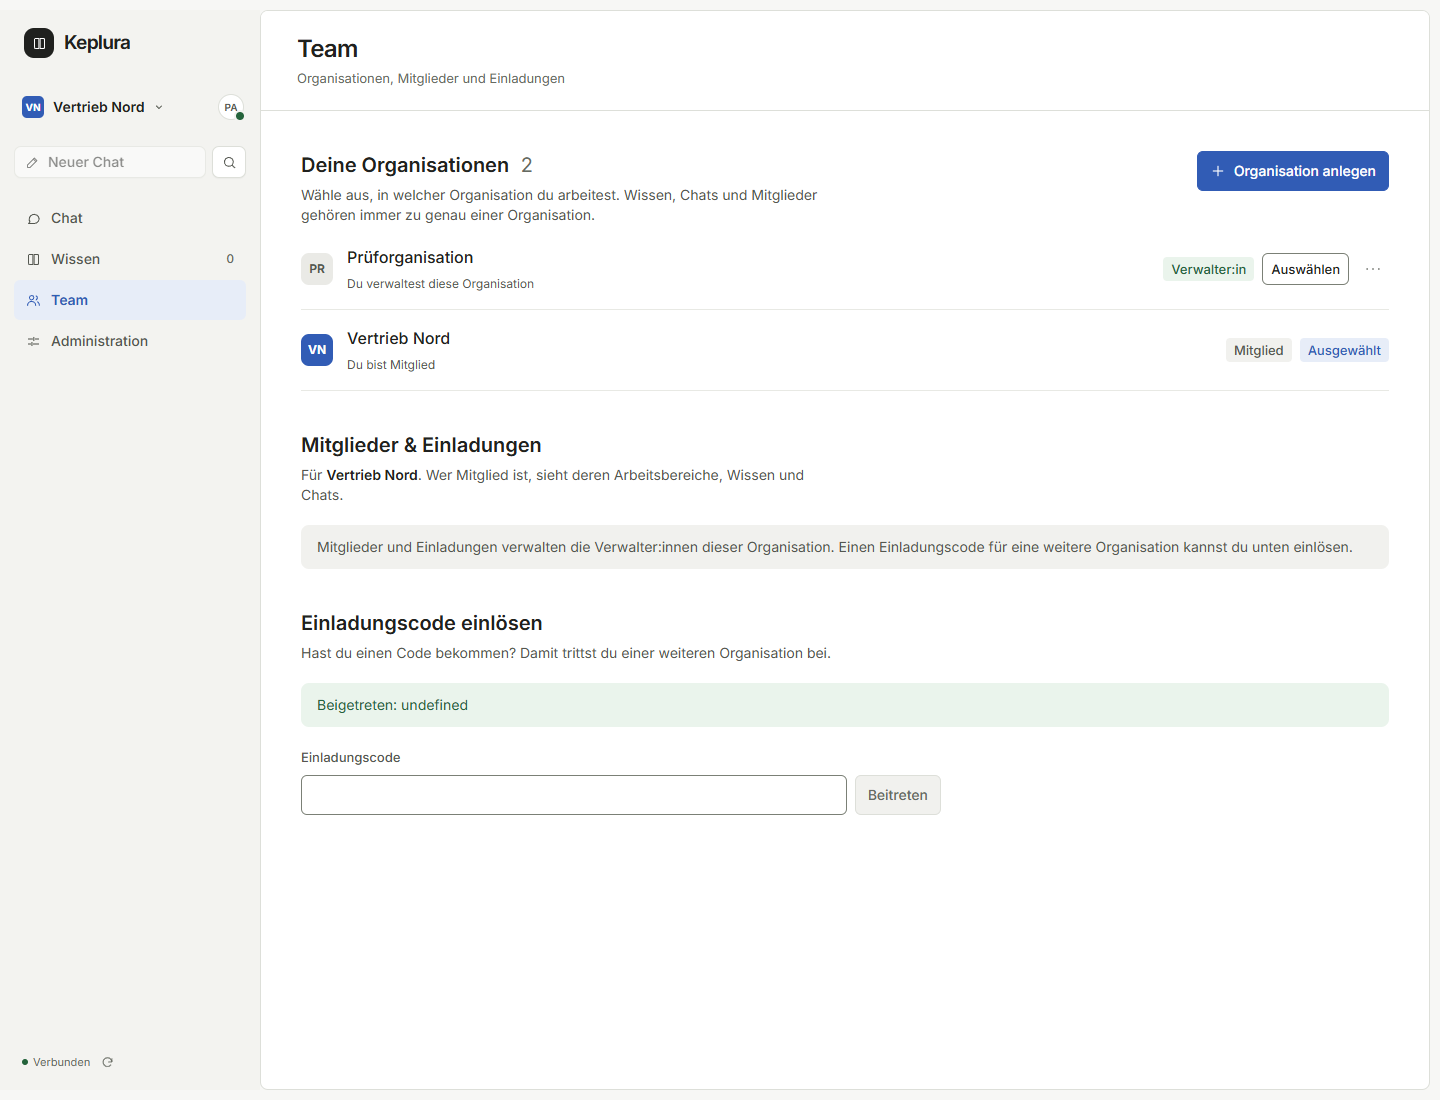 Keplura
VN Vertrieb Nord
PA
Neuer Chat
Chat
Wissen 0
Team
Administration
Verbunden
Team
Organisationen, Mitglieder und Einladungen
Deine Organisationen 2
Organisation anlegen
Wähle aus, in welcher Organisation du arbeitest. Wissen, Chats und Mitglieder
gehören immer zu genau einer Organisation.
PR
Prüforganisation
Du verwaltest diese Organisation
Verwalter:in Auswählen ...
VN
Vertrieb Nord
Du bist Mitglied
Mitglied Ausgewählt
Mitglieder & Einladungen
Für Vertrieb Nord. Wer Mitglied ist, sieht deren Arbeitsbereiche, Wissen und
Chats.
Mitglieder und Einladungen verwalten die Verwalter:innen dieser Organisation. Einen Einladungscode für eine weitere Organisation kannst du unten einlösen.
Einladungscode einlösen
Hast du einen Code bekommen? Damit trittst du einer weiteren Organisation bei.
Beigetreten: undefined
Einladungscode
Beitreten